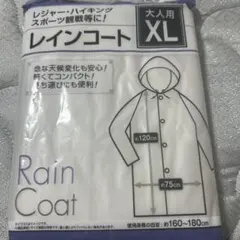 レジャー・ハイキング
スポーツ観戦等に！
大人用
レインコート
XL
急な天候変化も安心！
軽くてコンパクト！
持ち運びにも便利！
約120cm
約75cm
Rain
Coat
使用身長の目安：約160〜180cm